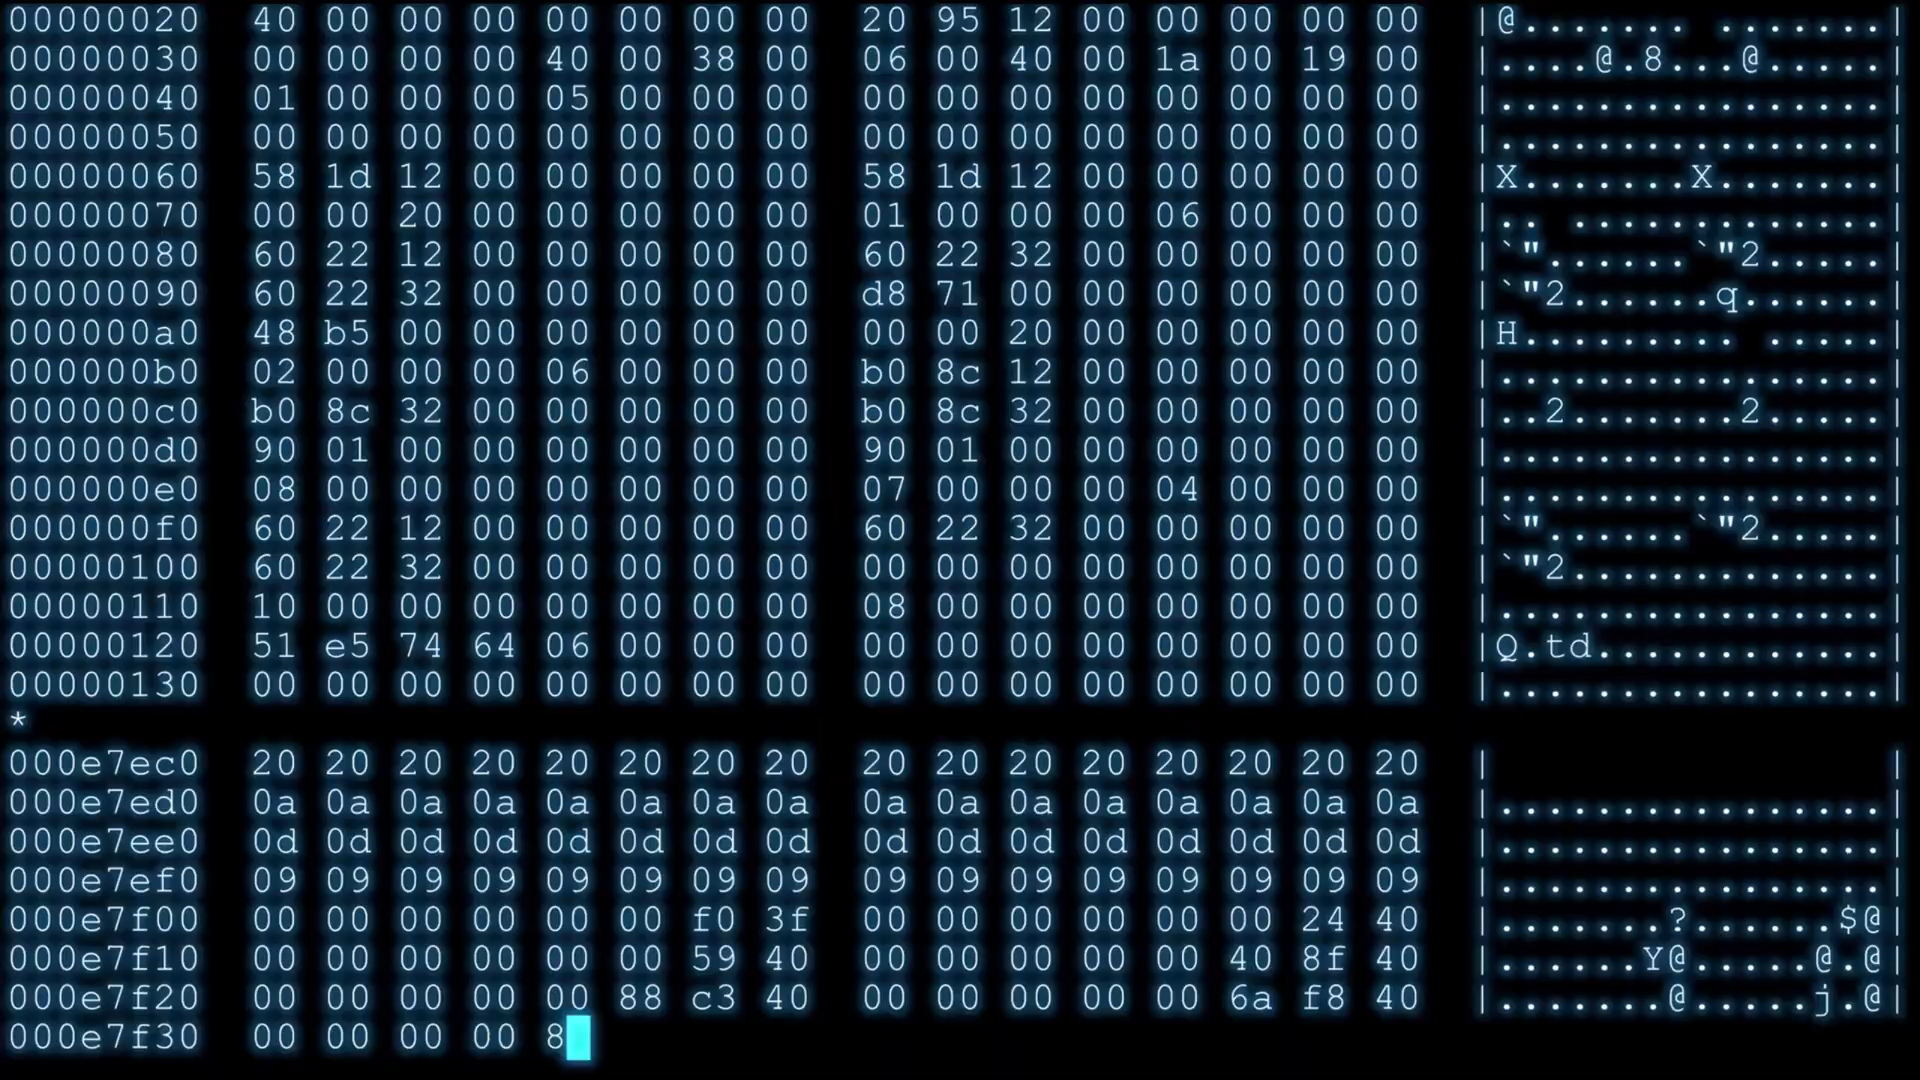 00000020  40 00 00 00 00 00 00 00  20 95 12 00 00 00 00 00  |@....... .......|
00000030  00 00 00 00 40 00 38 00  06 00 40 00 1a 00 19 00  |....@.8...@.....|
00000040  01 00 00 00 05 00 00 00  00 00 00 00 00 00 00 00  |................|
00000050  00 00 00 00 00 00 00 00  00 00 00 00 00 00 00 00  |................|
00000060  58 1d 12 00 00 00 00 00  58 1d 12 00 00 00 00 00  |X.......X.......|
00000070  00 00 20 00 00 00 00 00  01 00 00 00 06 00 00 00  |.. .............|
00000080  60 22 12 00 00 00 00 00  60 22 32 00 00 00 00 00  |`"......`"2.....|
00000090  60 22 32 00 00 00 00 00  d8 71 00 00 00 00 00 00  |`"2......q......|
000000a0  48 b5 00 00 00 00 00 00  00 00 20 00 00 00 00 00  |H......... .....|
000000b0  02 00 00 00 06 00 00 00  b0 8c 12 00 00 00 00 00  |................|
000000c0  b0 8c 32 00 00 00 00 00  b0 8c 32 00 00 00 00 00  |..2.......2.....|
000000d0  90 01 00 00 00 00 00 00  90 01 00 00 00 00 00 00  |................|
000000e0  08 00 00 00 00 00 00 00  07 00 00 00 04 00 00 00  |................|
000000f0  60 22 12 00 00 00 00 00  60 22 32 00 00 00 00 00  |`"......`"2.....|
00000100  60 22 32 00 00 00 00 00  00 00 00 00 00 00 00 00  |`"2.............|
00000110  10 00 00 00 00 00 00 00  08 00 00 00 00 00 00 00  |................|
00000120  51 e5 74 64 06 00 00 00  00 00 00 00 00 00 00 00  |Q.td............|
00000130  00 00 00 00 00 00 00 00  00 00 00 00 00 00 00 00  |................|
*
000e7ec0  20 20 20 20 20 20 20 20  20 20 20 20 20 20 20 20  |                |
000e7ed0  0a 0a 0a 0a 0a 0a 0a 0a  0a 0a 0a 0a 0a 0a 0a 0a  |................|
000e7ee0  0d 0d 0d 0d 0d 0d 0d 0d  0d 0d 0d 0d 0d 0d 0d 0d  |................|
000e7ef0  09 09 09 09 09 09 09 09  09 09 09 09 09 09 09 09  |................|
000e7f00  00 00 00 00 00 00 f0 3f  00 00 00 00 00 00 24 40  |.......?......$@|
000e7f10  00 00 00 00 00 00 59 40  00 00 00 00 00 40 8f 40  |......Y@.....@.@|
000e7f20  00 00 00 00 00 88 c3 40  00 00 00 00 00 6a f8 40  |.......@.....j.@|
000e7f30  00 00 00 00 8